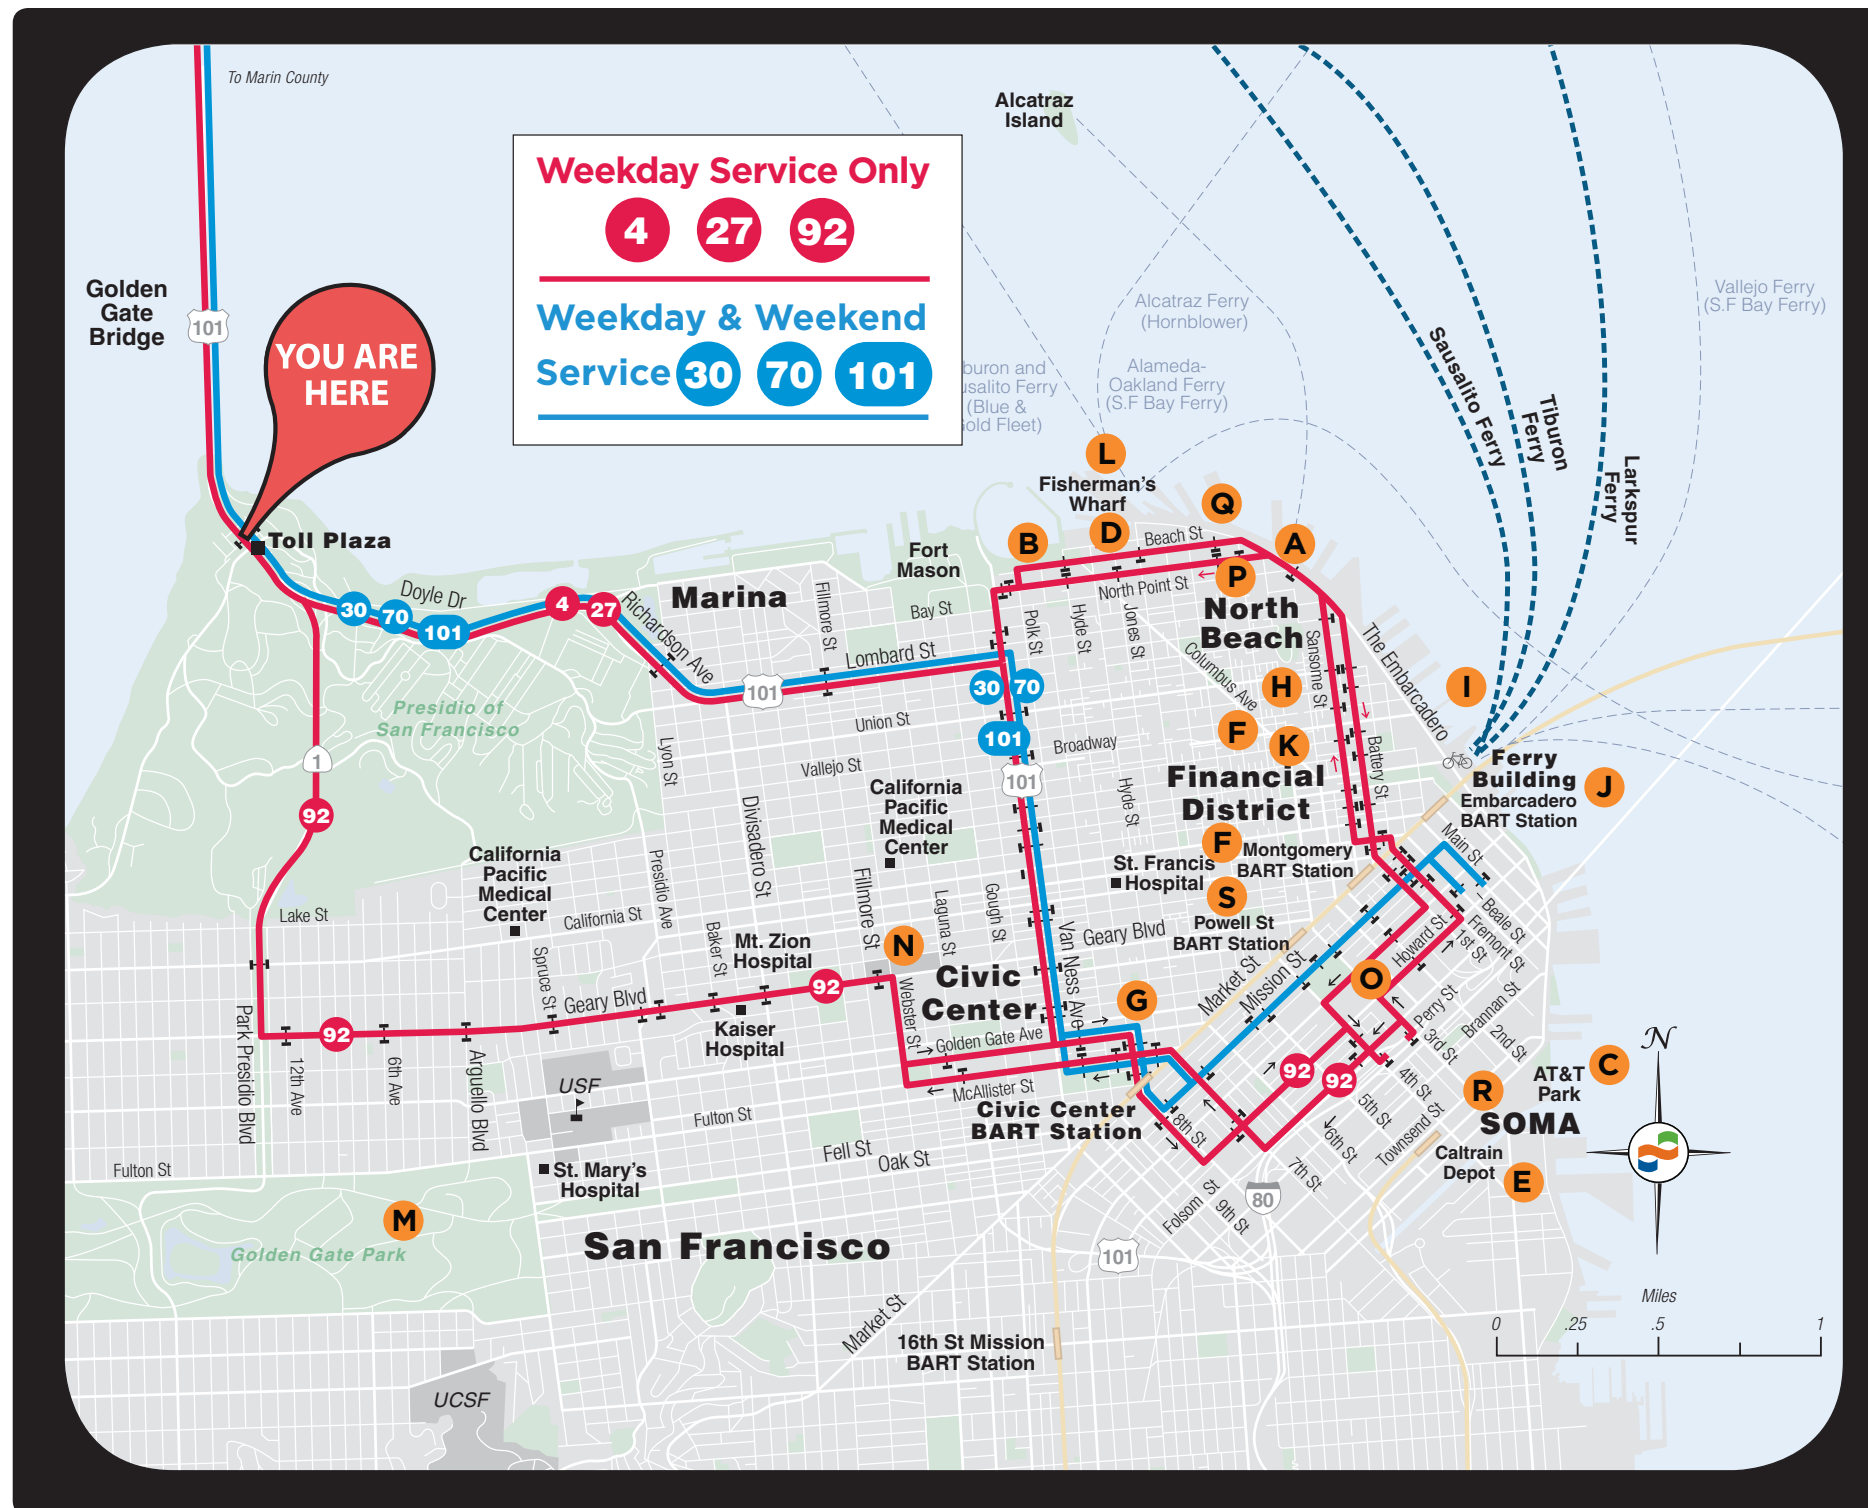 To Marin County
Alcatraz
Island
Weekday Service Only
4 27 92
Weekday & Weekend
Service 30 70 101
Golden
Gate
Bridge
101
YOU ARE
HERE
Alcatraz Ferry
(Hornblower)
Vallejo Ferry
(S.F Bay Ferry)
buron and
usalito Ferry
(Blue &
Gold Fleet)
Alameda-
Oakland Ferry
(S.F Bay Ferry)
Sausalito Ferry
Tiburon
Ferry
Larkspur
Ferry
L
Fisherman's
Wharf
Q
B
D
A
P
Beach St
North Point St
Toll Plaza
Fort
Mason
Doyle Dr
30
70
101
4
27
Richardson Ave
Marina
Fillmore St
Bay St
Lombard St
Polk St
Hyde St
Jones St
North
Beach
Columbus Ave
Sansome St
The Embarcadero
H
I
101
30
70
101
Presidio of
San Francisco
Union St
Lyon St
Vallejo St
Broadway
F
K
Battery St
1
101
Financial
District
Ferry
Building
J
Embarcadero
BART Station
92
California
Pacific
Medical
Center
Hyde St
Divisadero St
Main St
California
Pacific
Medical
Center
Presidio Ave
Fillmore St
F
Montgomery
BART Station
St. Francis
Hospital
S
Powell St
BART Station
Lake St
California St
Laguna St
Gough St
Van Ness Ave
Geary Blvd
Beale St
Fremont St
1st St
Howard St
Baker St
Mt. Zion
Hospital
N
Civic
Center
Market St
Mission St
O
G
Spruce St
Geary Blvd
92
Webster St
Perry St
Brannan St
2nd St
3rd St
92
Kaiser
Hospital
Golden Gate Ave
McAllister St
Park Presidio Blvd
12th Ave
6th Ave
Arguello Blvd
USF
92
92
4th St
5th St
6th St
7th St
8th St
9th St
Townsend St
AT&T
Park
C
R
SOMA
N
Civic Center
BART Station
Fulton St
Fell St
Oak St
Caltrain
Depot
E
Fulton St
St. Mary's
Hospital
Folsom St
80
M
Golden Gate Park
San Francisco
101
Market St
16th St Mission
BART Station
UCSF
Miles
0 .25 .5 1